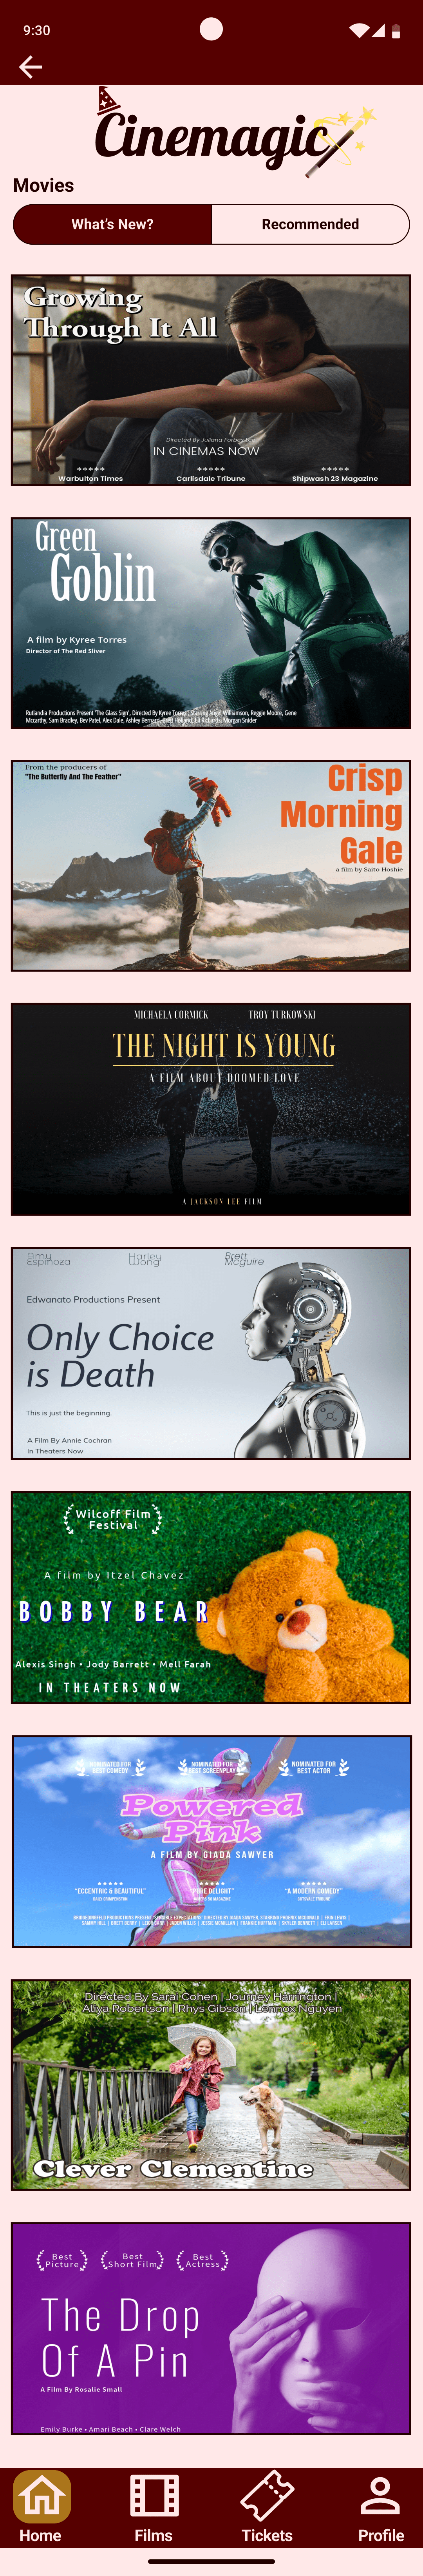 9:30
Cinemagic
Movies
What's New?
Recommended
Growing
Through It All
Directed By Juliana Forbes
IN CINEMAS NOW
*****
*****
*****
Warbulton Times
Carlisdale Tribune
Shipwash 23 Magazine
Green
Goblin
A film by Kyree Torres
Director of The Red Sliver
Rutlandia Productions Present 'The Glass Sign', Directed By Kyree Torres, Starring Angel Williamson, Reggie Moore, Gene
Mccarthy, Sam Bradley, Bev Patel, Alex Dale, Ashley Bernard, Brett Holland, Eli Richards, Morgan Snider
From the producers of
"The Butterfly And The Feather"
Crisp
Morning
Gale
a film by Saito Hoshie
MICHAELA CORMICK
TROY TURKOWSKI
THE NIGHT IS YOUNG
A FILM ABOUT DOOMED LOVE
A JACKSON LEE FILM
Amy
Espinoza
Harley
Wong
Brett
Mcguire
Edwanato Productions Present
Only Choice
is Death
This is just the beginning.
A Film By Annie Cochran
In Theaters Now
Wilcoff Film
Festival
A film by Itzel Chavez
BOBBY BEAR
Alexis Singh • Jody Barrett • Mell Farah
IN THEATERS NOW
NOMINATED FOR
BEST COMEDY
NOMINATED FOR
BEST SCREENPLAY
NOMINATED FOR
BEST ACTOR
Powered
Pink
A FILM BY GIADA SAWYER
★★★★★
★★★★★
★★★★★
"ECCENTRIC & BEAUTIFUL"
"PURE DELIGHT"
"A MODERN COMEDY"
Directed By Sarai Cohen | Journey Harrington |
Aliya Robertson | Rhys Gibson | Lennox Nguyen
Clever Clementine
Best
Picture
Best
Short Film
Best
Actress
The Drop
Of A Pin
A Film By Rosalie Small
Emily Burke • Amari Beach • Clare Welch
Home
Films
Tickets
Profile